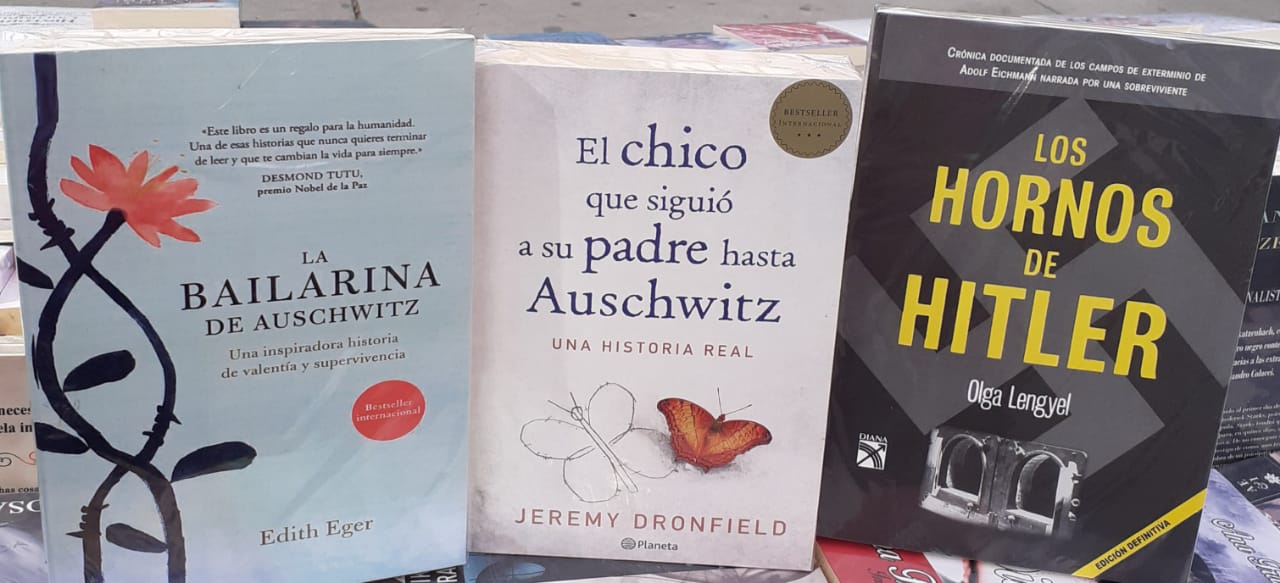 «Este libro es un regalo para la humanidad.
Una de esas historias que nunca quieres terminar
de leer y que te cambian la vida para siempre.»
DESMOND TUTU,
premio Nobel de la Paz
LA
BAILARINA
DE AUSCHWITZ
Una inspiradora historia
de valentía y supervivencia
Bestseller
internacional
Edith Eger
BESTSELLER
INTERNACIONAL
El chico
que siguió
a su padre hasta
Auschwitz
UNA HISTORIA REAL
JEREMY DRONFIELD
Planeta
CRÓNICA DOCUMENTADA DE LOS CAMPOS DE EXTERMINIO DE
ADOLF EICHMANN NARRADA POR UNA SOBREVIVIENTE
LOS
HORNOS
DE
HITLER
Olga Lengyel
DIANA
EDICIÓN DEFINITIVA